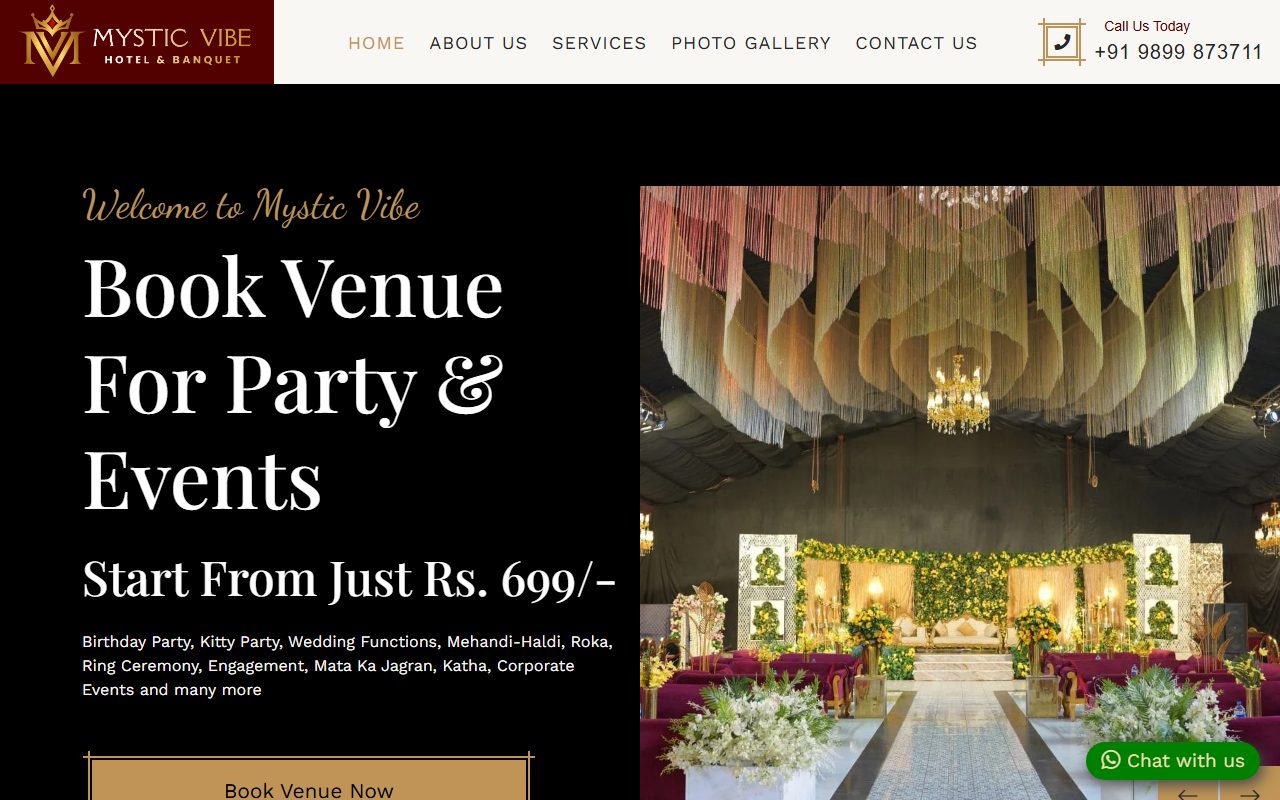 MYSTIC VIBE
HOTEL & BANQUET
HOME
ABOUT US
SERVICES
PHOTO GALLERY
CONTACT US
Call Us Today
+91 9899 873711
Welcome to Mystic Vibe
Book Venue
For Party &
Events
Start From Just Rs. 699/-
Birthday Party, Kitty Party, Wedding Functions, Mehandi-Haldi, Roka,
Ring Ceremony, Engagement, Mata Ka Jagran, Katha, Corporate
Events and many more
Book Venue Now
Chat with us